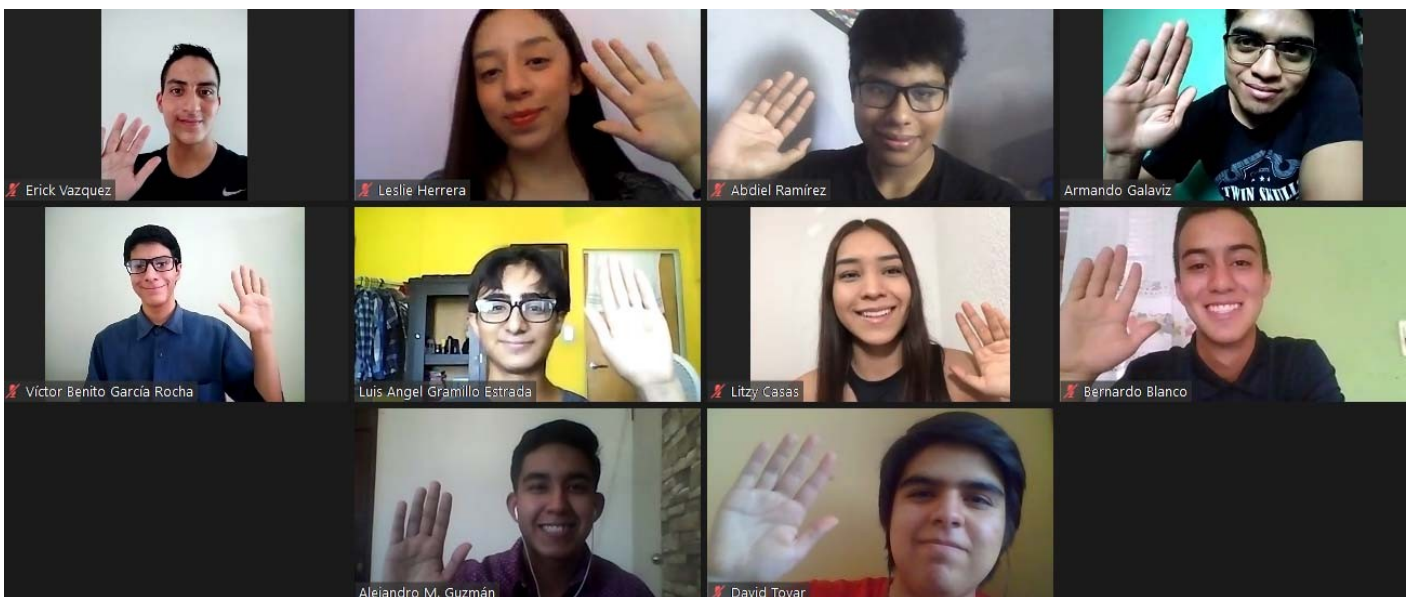 Erick Vazquez
Leslie Herrera
Abdiel Ramírez
TWIN SKULL
Armando Galaviz
Víctor Benito García Rocha
Luis Angel Gramillo Estrada
Litzy Casas
Bernardo Blanco
Alejandro M. Guzmán
David Tovar